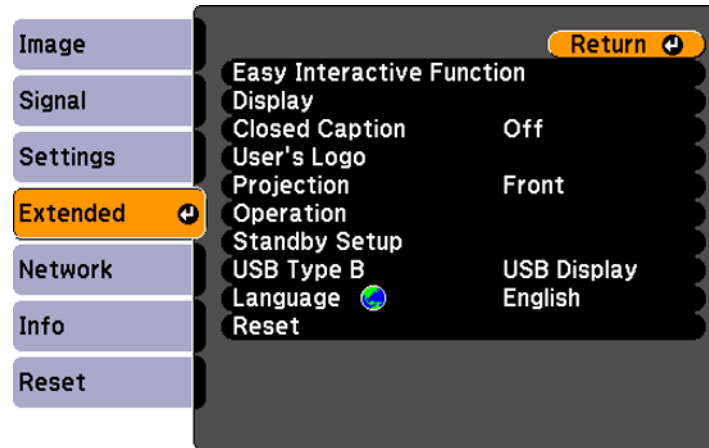 Image
Signal
Settings
Extended
Network
Info
Reset
Return
Easy Interactive Function
Display
Closed Caption Off
User's Logo
Projection Front
Operation
Standby Setup
USB Type B USB Display
Language English
Reset